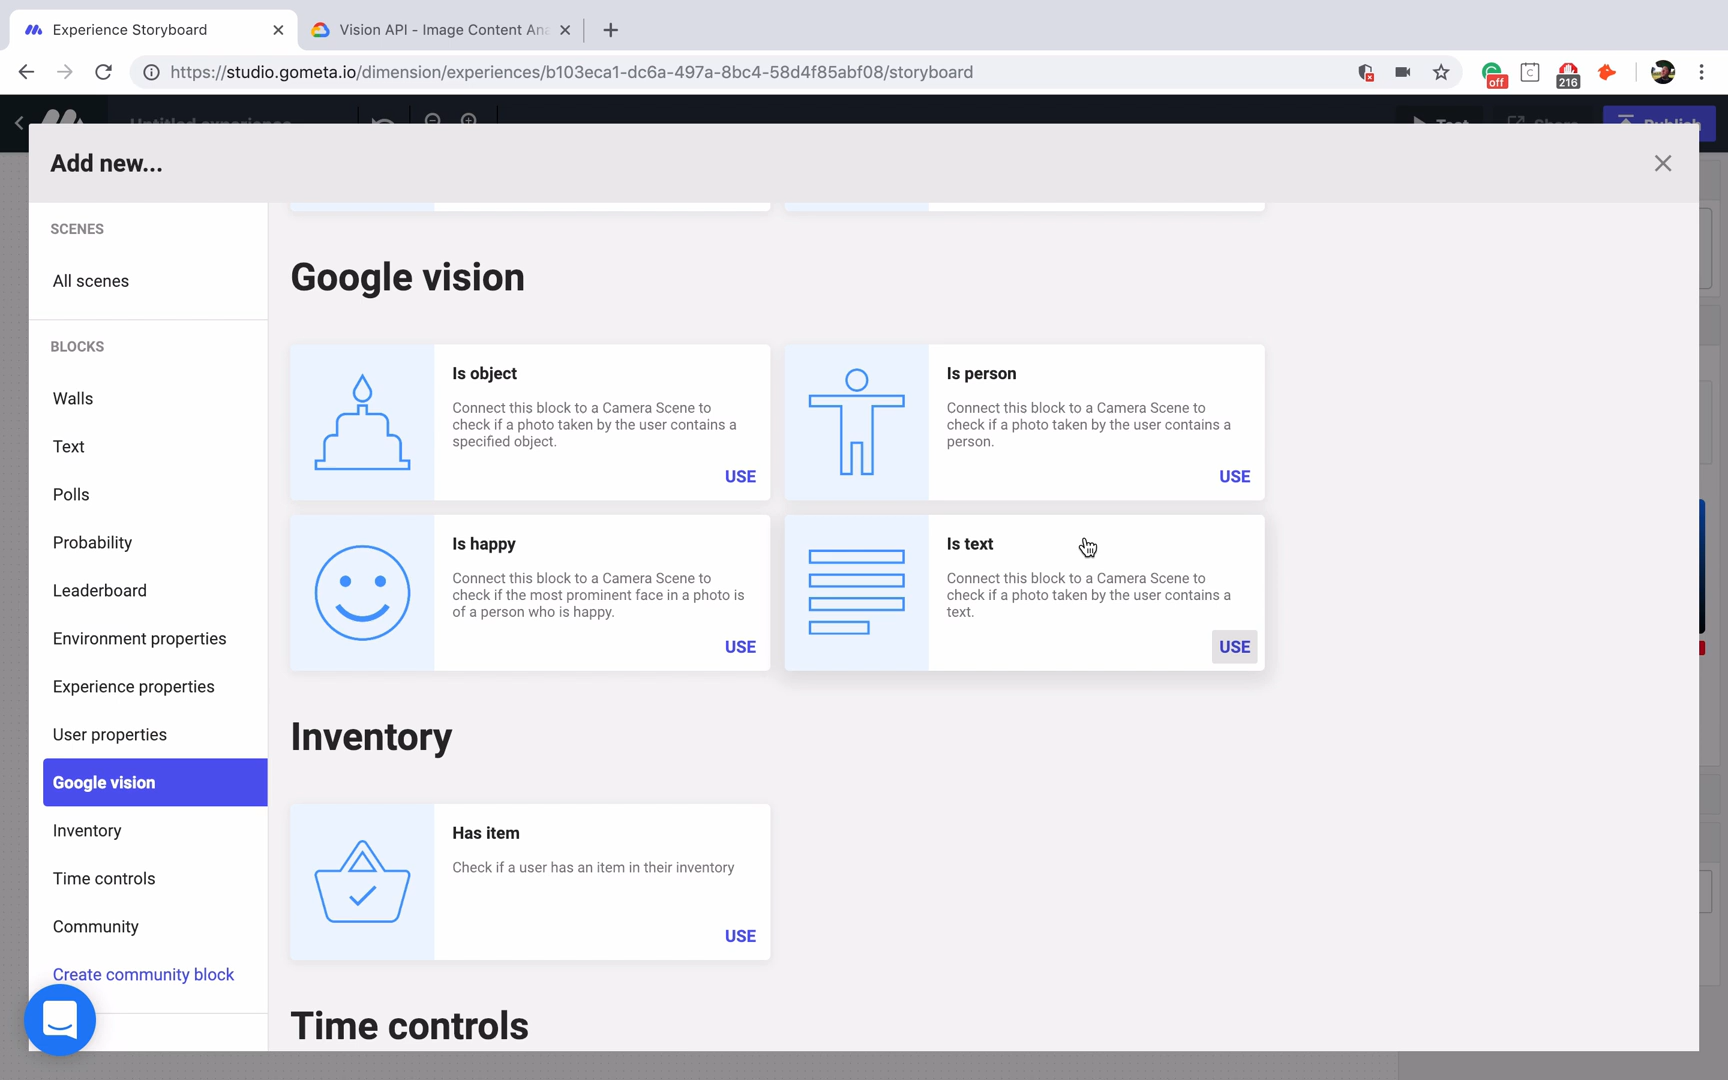 Experience Storyboard
Vision API - Image Content Ana
https://studio.gometa.io/dimension/experiences/b103eca1-dc6a-497a-8bc4-58d4f85abf08/storyboard
off
C
216
Untitled experience
Test
Share
Publish
Add new...
SCENES
All scenes
BLOCKS
Walls
Text
Polls
Probability
Leaderboard
Environment properties
Experience properties
User properties
Google vision
Inventory
Time controls
Community
Create community block
Google vision
Is object
Connect this block to a Camera Scene to
check if a photo taken by the user contains a
specified object.
USE
Is person
Connect this block to a Camera Scene to
check if a photo taken by the user contains a
person.
USE
Is happy
Connect this block to a Camera Scene to
check if the most prominent face in a photo is
of a person who is happy.
USE
Is text
Connect this block to a Camera Scene to
check if a photo taken by the user contains a
text.
USE
Inventory
Has item
Check if a user has an item in their inventory
USE
Time controls